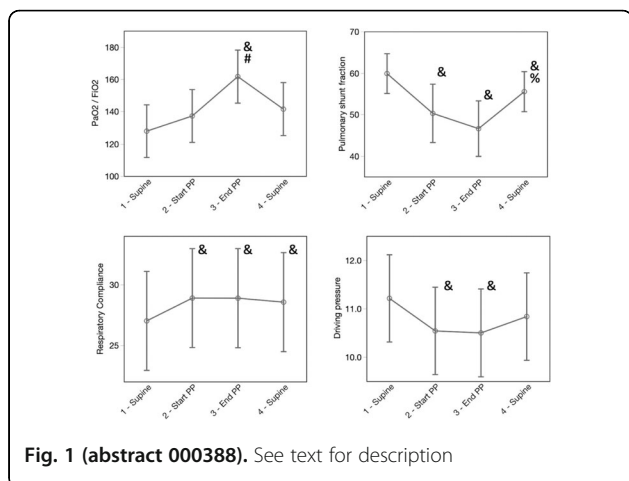 PaO2 / FiO2
180
160
140
120
100
&
#
1 - Supine
2 - Start PP
3 - End PP
4 - Supine
Pulmonary shunt fraction
70
60
50
40
&
&
&
%
1 - Supine
2 - Start PP
3 - End PP
4 - Supine
Respiratory Compliance
30
25
&
&
&
1 - Supine
2 - Start PP
3 - End PP
4 - Supine
Driving pressure
12.0
11.0
10.0
&
&
1 - Supine
2 - Start PP
3 - End PP
4 - Supine
Fig. 1 (abstract 000388). See text for description